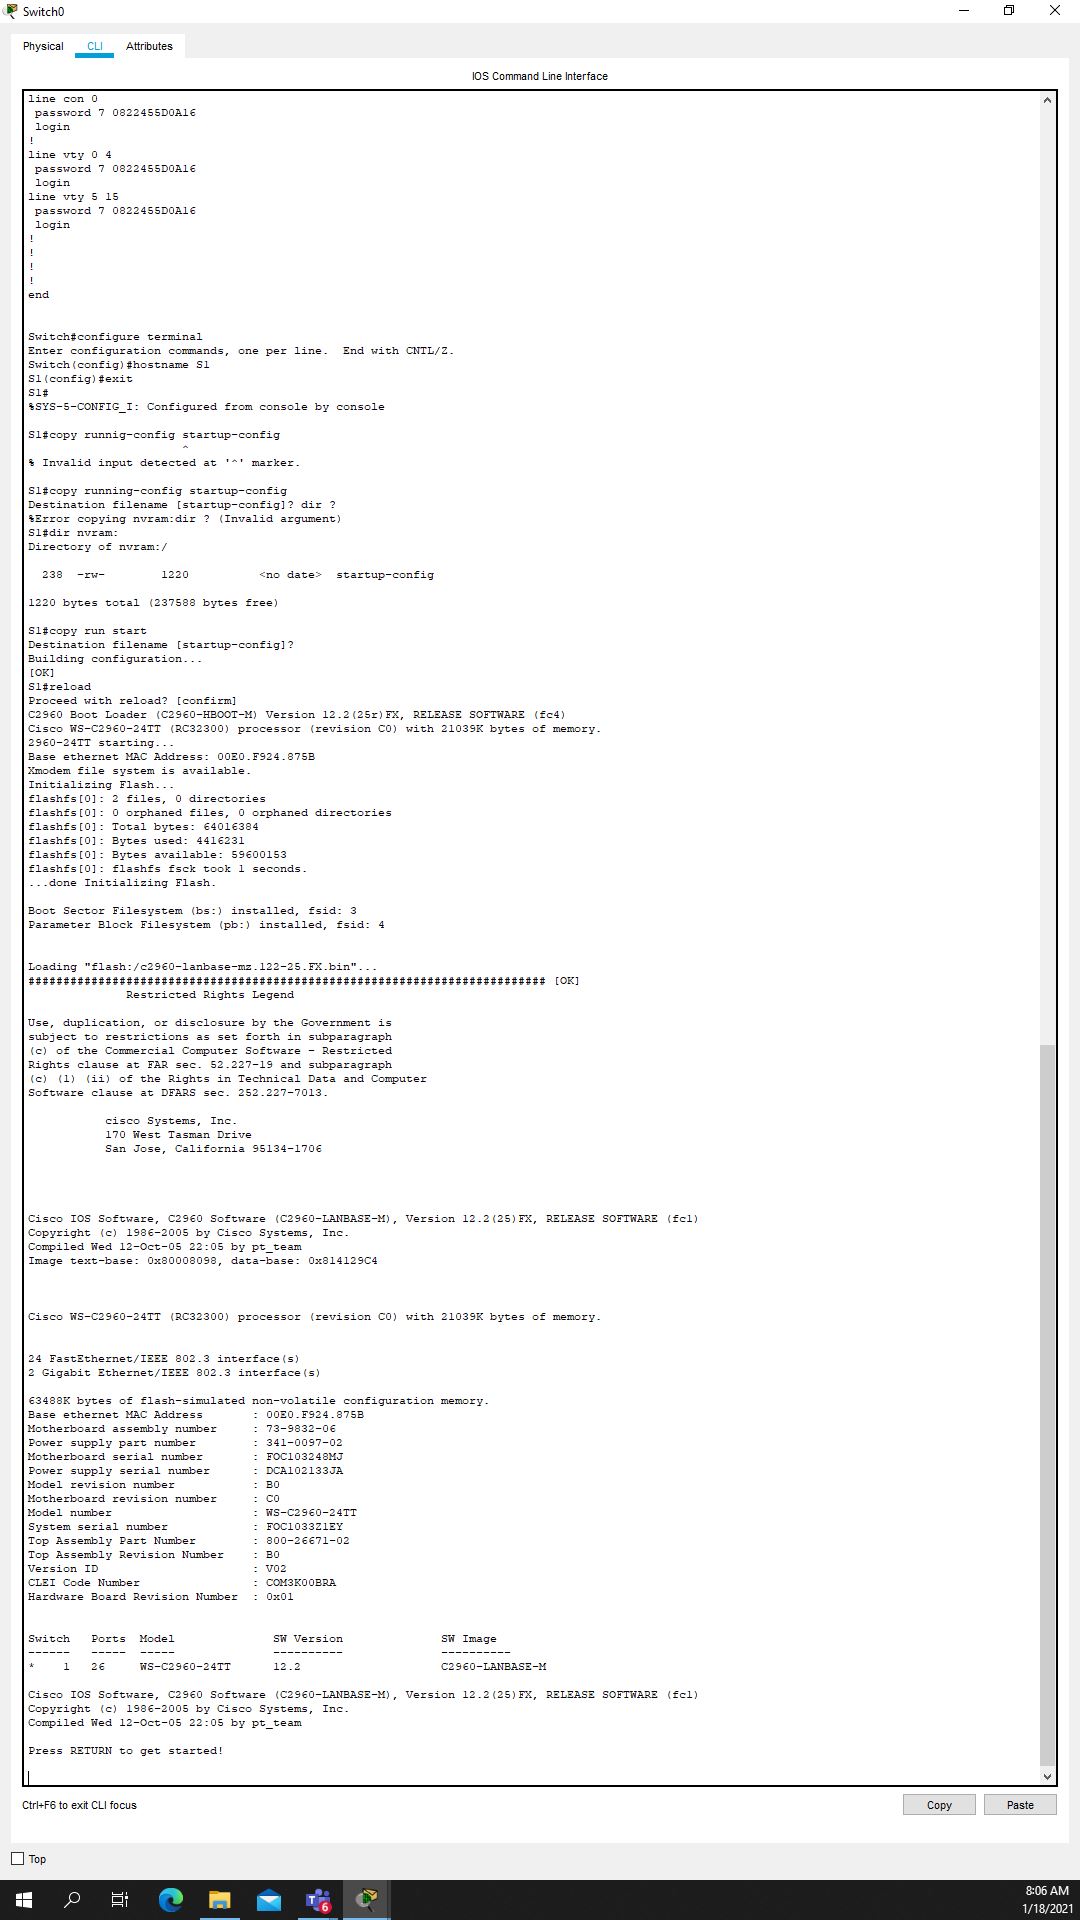 Switch0
Physical CLI Attributes
IOS Command Line Interface
line con 0
password 7 0822455D0A16
login
!
line vty 0 4
password 7 0822455D0A16
login
line vty 5 15
password 7 0822455D0A16
login
!
!
!
!
end
Switch#configure terminal
Enter configuration commands, one per line. End with CNTL/Z.
Switch(config)#hostname S1
S1(config)#exit
S1#
%SYS-5-CONFIG_I: Configured from console by console
S1#copy runnig-config startup-config
^
% Invalid input detected at '^' marker.
S1#copy running-config startup-config
Destination filename [startup-config]? dir ?
%Error copying nvram:dir ? (Invalid argument)
S1#dir nvram:
Directory of nvram:/
238 -rw- 1220 <no date> startup-config
1220 bytes total (237588 bytes free)
S1#copy run start
Destination filename [startup-config]?
Building configuration...
[OK]
S1#reload
Proceed with reload? [confirm]
C2960 Boot Loader (C2960-HBOOT-M) Version 12.2(25r)FX, RELEASE SOFTWARE (fc4)
Cisco WS-C2960-24TT (RC32300) processor (revision C0) with 21039K bytes of memory.
2960-24TT starting...
Base ethernet MAC Address: 00E0.F924.875B
Xmodem file system is available.
Initializing Flash...
flashfs[0]: 2 files, 0 directories
flashfs[0]: 0 orphaned files, 0 orphaned directories
flashfs[0]: Total bytes: 64016384
flashfs[0]: Bytes used: 4416231
flashfs[0]: Bytes available: 59600153
flashfs[0]: flashfs fsck took 1 seconds.
...done Initializing Flash.
Boot Sector Filesystem (bs:) installed, fsid: 3
Parameter Block Filesystem (pb:) installed, fsid: 4
Loading "flash:/c2960-lanbase-mz.122-25.FX.bin"...
########################################################################## [OK]
Restricted Rights Legend
Use, duplication, or disclosure by the Government is
subject to restrictions as set forth in subparagraph
(c) of the Commercial Computer Software - Restricted
Rights clause at FAR sec. 52.227-19 and subparagraph
(c) (1) (ii) of the Rights in Technical Data and Computer
Software clause at DFARS sec. 252.227-7013.
cisco Systems, Inc.
170 West Tasman Drive
San Jose, California 95134-1706
Cisco IOS Software, C2960 Software (C2960-LANBASE-M), Version 12.2(25)FX, RELEASE SOFTWARE (fc1)
Copyright (c) 1986-2005 by Cisco Systems, Inc.
Compiled Wed 12-Oct-05 22:05 by pt_team
Image text-base: 0x80008098, data-base: 0x814129C4
Cisco WS-C2960-24TT (RC32300) processor (revision C0) with 21039K bytes of memory.
24 FastEthernet/IEEE 802.3 interface(s)
2 Gigabit Ethernet/IEEE 802.3 interface(s)
63488K bytes of flash-simulated non-volatile configuration memory.
Base ethernet MAC Address : 00E0.F924.875B
Motherboard assembly number : 73-9832-06
Power supply part number : 341-0097-02
Motherboard serial number : FOC103248MJ
Power supply serial number : DCA102133JA
Model revision number : B0
Motherboard revision number : C0
Model number : WS-C2960-24TT
System serial number : FOC1033Z1EY
Top Assembly Part Number : 800-26671-02
Top Assembly Revision Number : B0
Version ID : V02
CLEI Code Number : COM3K00BRA
Hardware Board Revision Number : 0x01
Switch Ports Model SW Version SW Image
------ ----- ----- ---------- ----------
* 1 26 WS-C2960-24TT 12.2 C2960-LANBASE-M
Cisco IOS Software, C2960 Software (C2960-LANBASE-M), Version 12.2(25)FX, RELEASE SOFTWARE (fc1)
Copyright (c) 1986-2005 by Cisco Systems, Inc.
Compiled Wed 12-Oct-05 22:05 by pt_team
Press RETURN to get started!
Ctrl+F6 to exit CLI focus
Copy Paste
Top
T 6
8:06 AM
1/18/2021